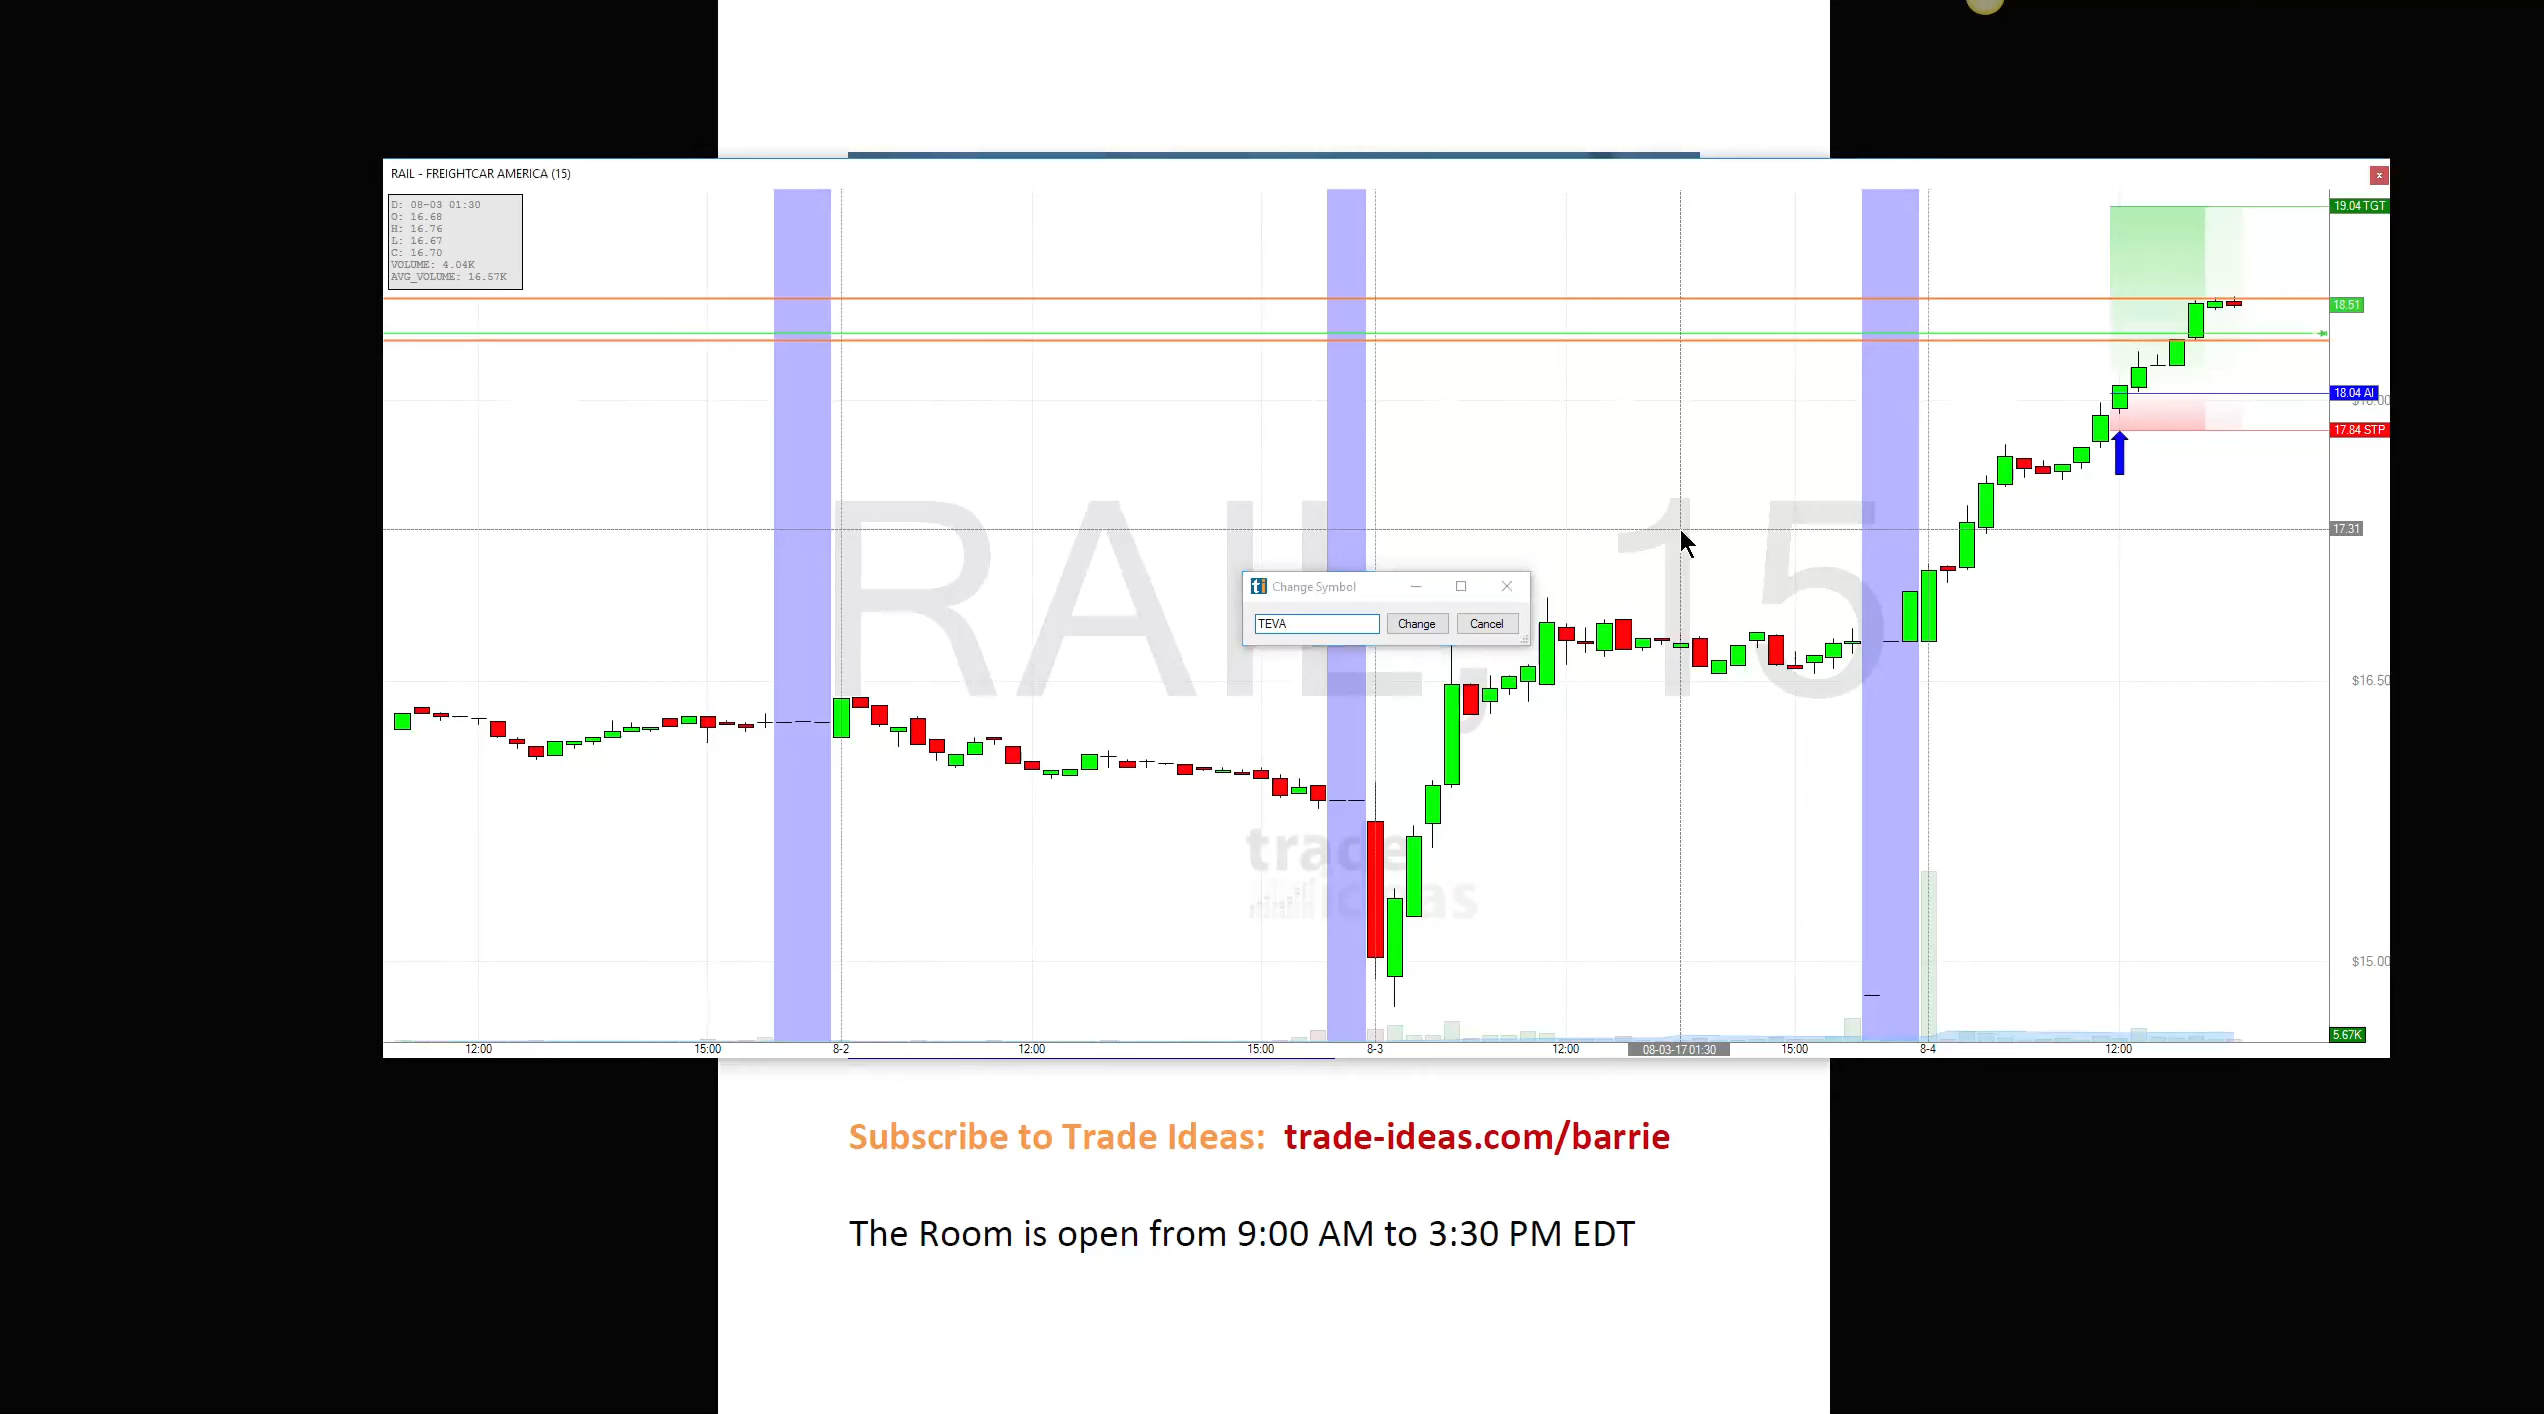 RAIL - FREIGHTCAR AMERICA (15)
x
D: 08-03 01:30
O: 16.68
H: 16.76
L: 16.67
C: 16.70
VOLUME: 4.04K
AVG_VOLUME: 16.57K
19.04 TGT
18.51
18.04 AI
17.84 STP
17.31
RAIL, 15
ti Change Symbol
TEVA Change Cancel
$16.50
trade
ideas
$15.00
5.67K
12:00 15:00 8-2 12:00 15:00 8-3 12:00 08-03-17 01:30 15:00 8-4 12:00
Subscribe to Trade Ideas: trade-ideas.com/barrie
The Room is open from 9:00 AM to 3:30 PM EDT